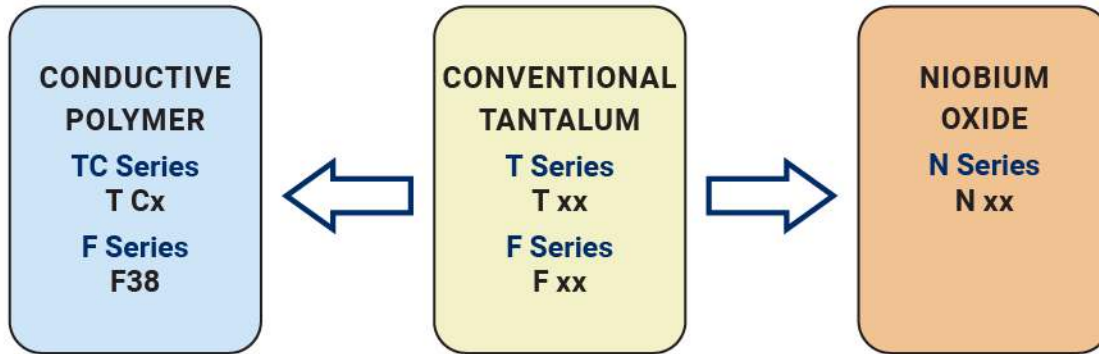 CONDUCTIVE
POLYMER
TC Series
T Cx
F Series
F38
CONVENTIONAL
TANTALUM
T Series
T xx
F Series
F xx
NIOBIUM
OXIDE
N Series
N xx